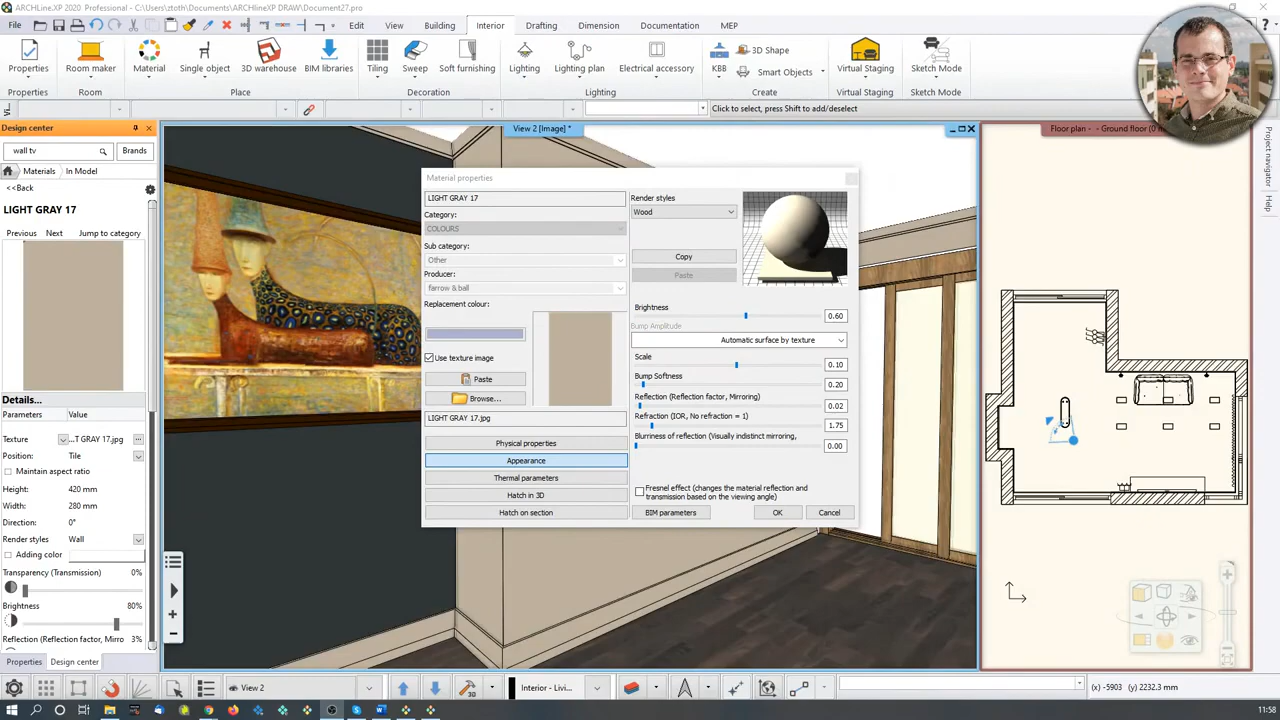 ARCHLine.XP 2020 Professional - C:\Users\ztoth\Documents\ARCHlineXP DRAW\Document27.pro
File
Edit
View
Building
Interior
Drafting
Dimension
Documentation
MEP
Properties
Room maker
Material
Single object
3D warehouse
BIM libraries
Tiling
Sweep
Soft furnishing
Lighting
Lighting plan
Electrical accessory
KBB
3D Shape
Smart Objects
Virtual Staging
Sketch Mode
Properties
Room
Place
Decoration
Lighting
Create
Virtual Staging
Sketch Mode
Click to select, press Shift to add/deselect
Design center
View 2 [Image] *
Floor plan - - Ground floor (0
wall tv
Brands
Materials
In Model
<<Back
LIGHT GRAY 17
Previous
Next
Jump to category
Details...
Parameters
Value
Texture
...T GRAY 17.jpg
Position:
Tile
Maintain aspect ratio
Height:
420 mm
Width:
280 mm
Direction:
0°
Render styles
Wall
Adding color
Transparency (Transmission)
0%
Brightness
80%
Reflection (Reflection factor, Mirro
3%
Properties
Design center
Material properties
LIGHT GRAY 17
Category:
COLOURS
Sub category:
Other
Producer:
farrow & ball
Replacement colour:
Use texture image
Paste
Browse...
LIGHT GRAY 17.jpg
Physical properties
Appearance
Thermal parameters
Hatch in 3D
Hatch on section
Render styles
Wood
Copy
Paste
Brightness
0.60
Bump Amplitude
Automatic surface by texture
Scale
0.10
Bump Softness
0.20
Reflection (Reflection factor, Mirroring)
0.02
Refraction (IOR, No refraction = 1)
1.75
Blurriness of reflection (Visually indistinct mirroring,
0.00
Fresnel effect (changes the material reflection and
transmission based on the viewing angle)
BIM parameters
OK
Cancel
Project navigator
Help
View 2
Interior - Livi...
(x) -5903 (y) 2232.3 mm
11:58